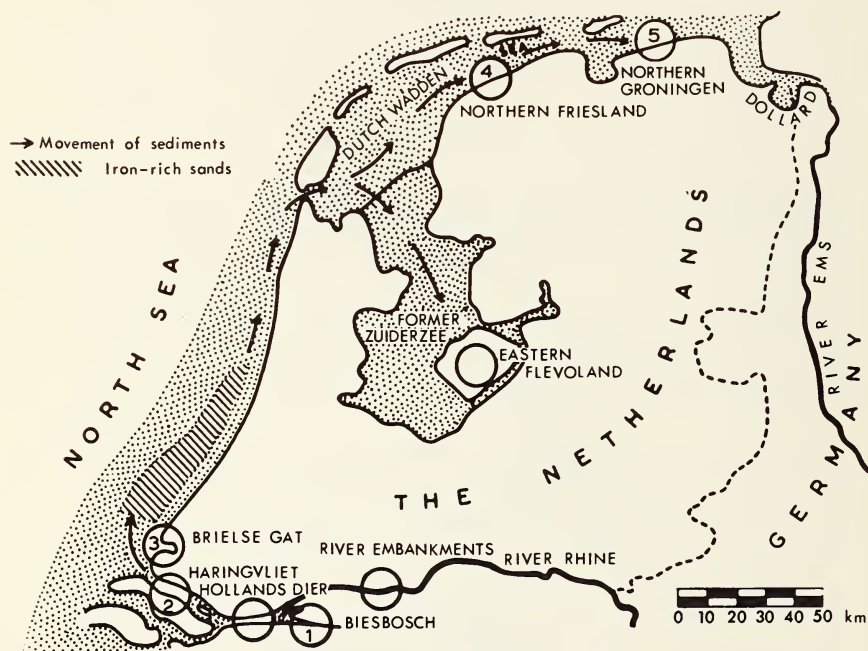 5
NORTHERN
GRONINGEN
4
NORTHERN FRIESLAND
DOLLARD
DUTCH WADDEN
→ Movement of sediments
Iron-rich sands
NORTH SEA
FORMER
ZUIDERZEE
EASTERN
FLEVOLAND
THE NETHERLANDS
RIVER EMS
GERMANY
3
BRIELSE GAT
RIVER EMBANKMENTS
RIVER RHINE
HARINGVLIET
2
HOLLANDS DIER
1
BIESBOSCH
0 10 20 30 40 50 km